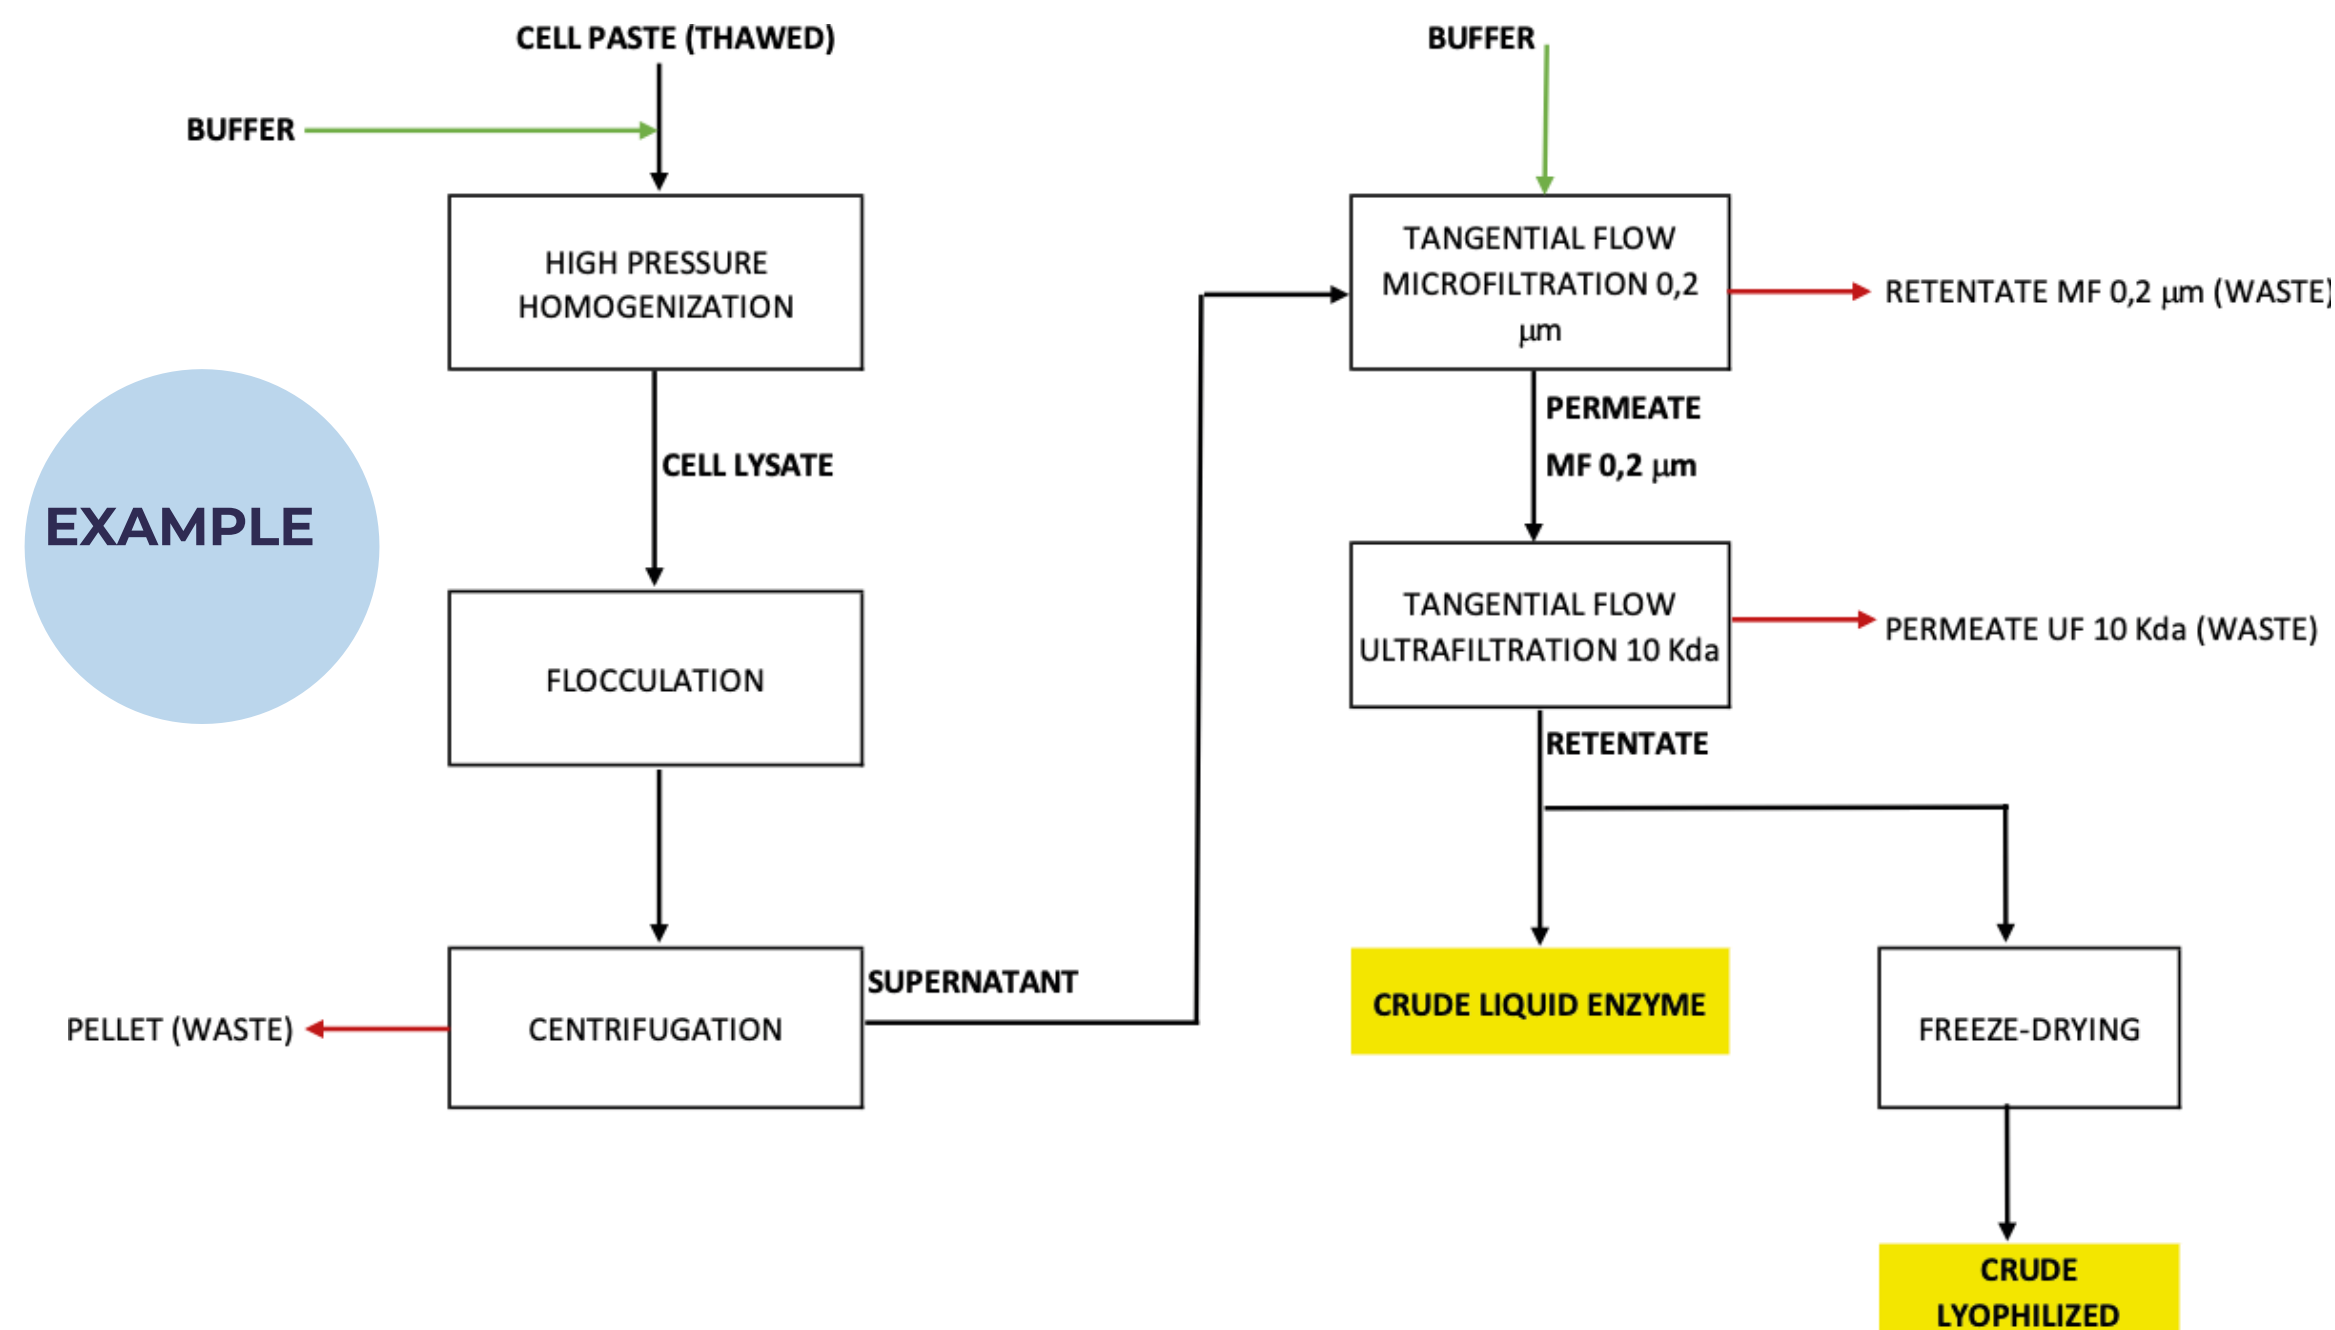 CELL PASTE (THAWED)
BUFFER
HIGH PRESSURE
HOMOGENIZATION
CELL LYSATE
EXAMPLE
FLOCCULATION
CENTRIFUGATION
PELLET (WASTE)
SUPERNATANT
BUFFER
TANGENTIAL FLOW
MICROFILTRATION 0,2
μm
RETENTATE MF 0,2 μm (WASTE)
PERMEATE
MF 0,2 μm
TANGENTIAL FLOW
ULTRAFILTRATION 10 Kda
PERMEATE UF 10 Kda (WASTE)
RETENTATE
CRUDE LIQUID ENZYME
FREEZE-DRYING
CRUDE
LYOPHILIZED